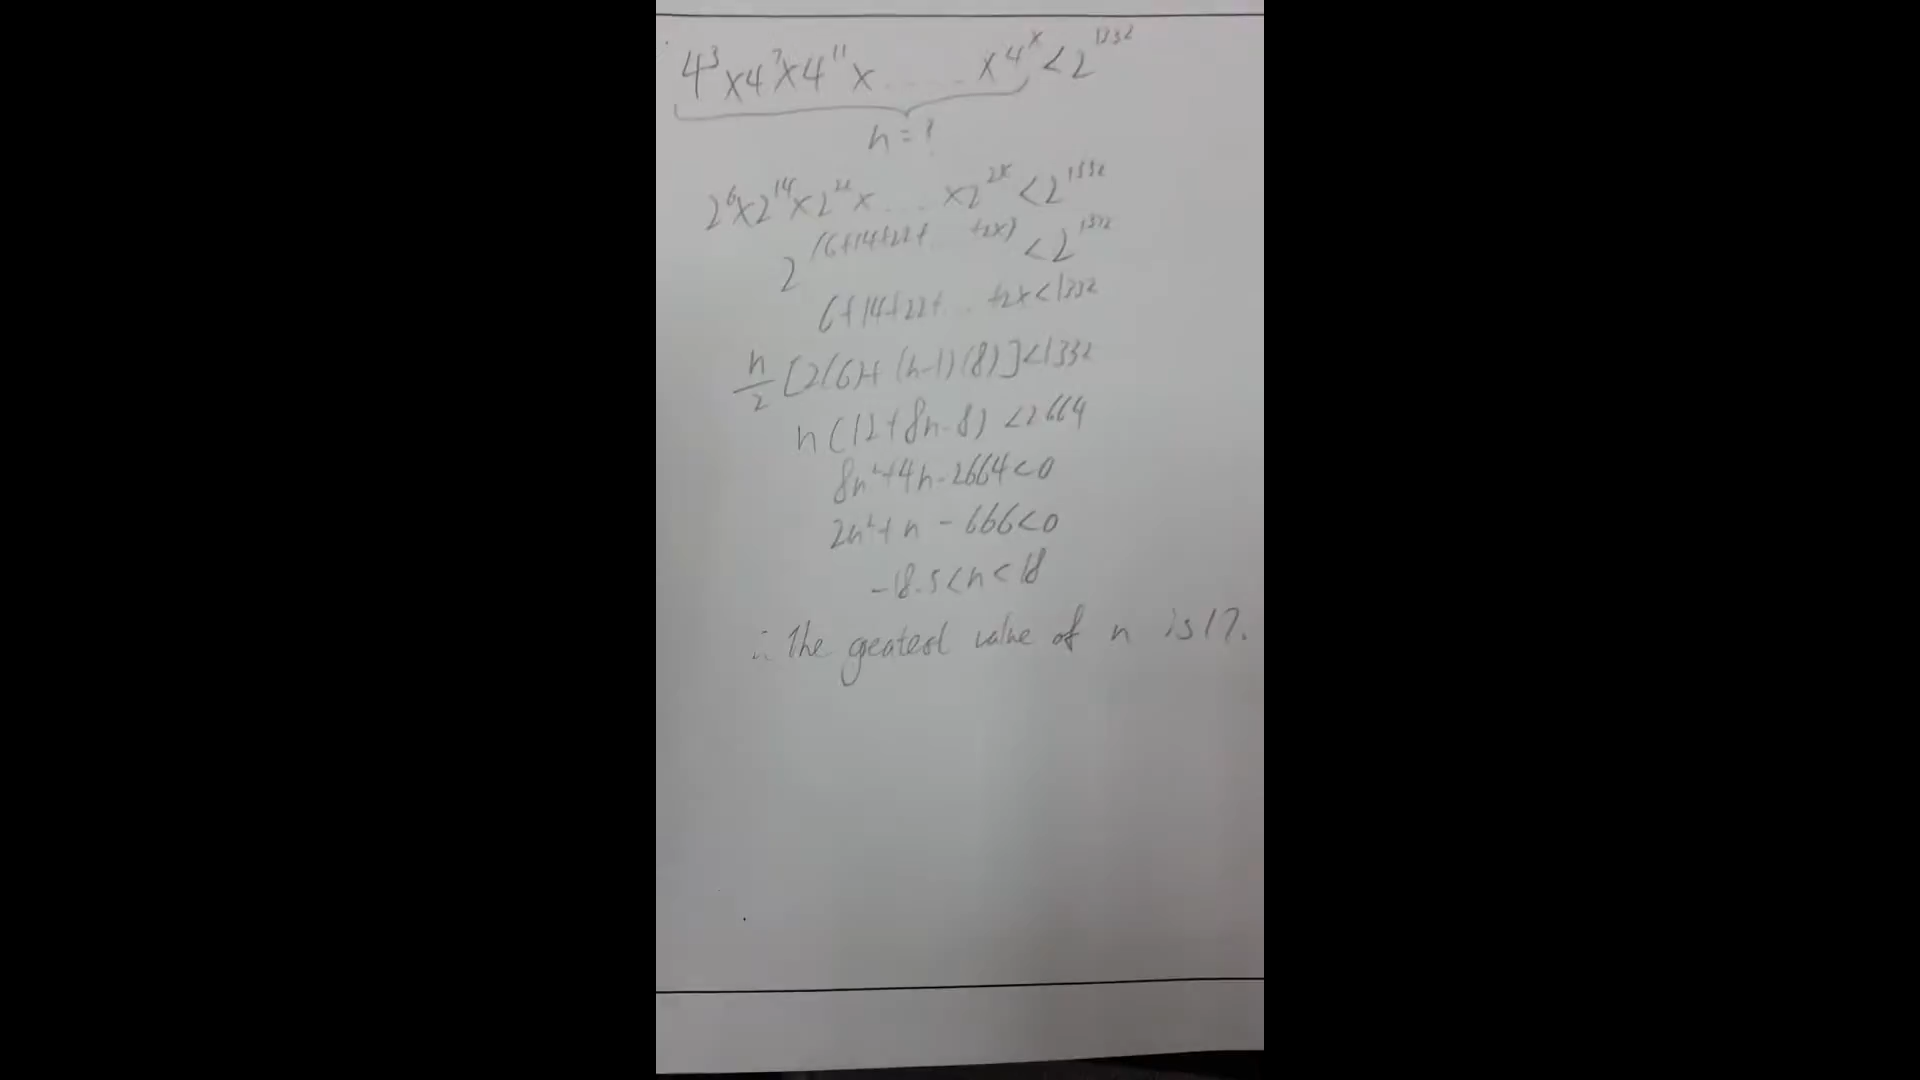 4³×4⁷×4¹¹×.......×4ˣ<2¹³³²
n=?
2⁶×2¹⁴×2²²×....×2²ˣ<2¹³³²
2⁽⁶⁺¹⁴⁺²²⁺ ... ⁺²ˣ⁾<2¹³³²
6+14+22+...+2x<1332
n/2[2(6)+(n-1)(8)]<1332
n(12+8n-8)<2664
8n²+4n-2664<0
2n²+n-666<0
-18.5<n<18
∴ The geatest value of n is 17.